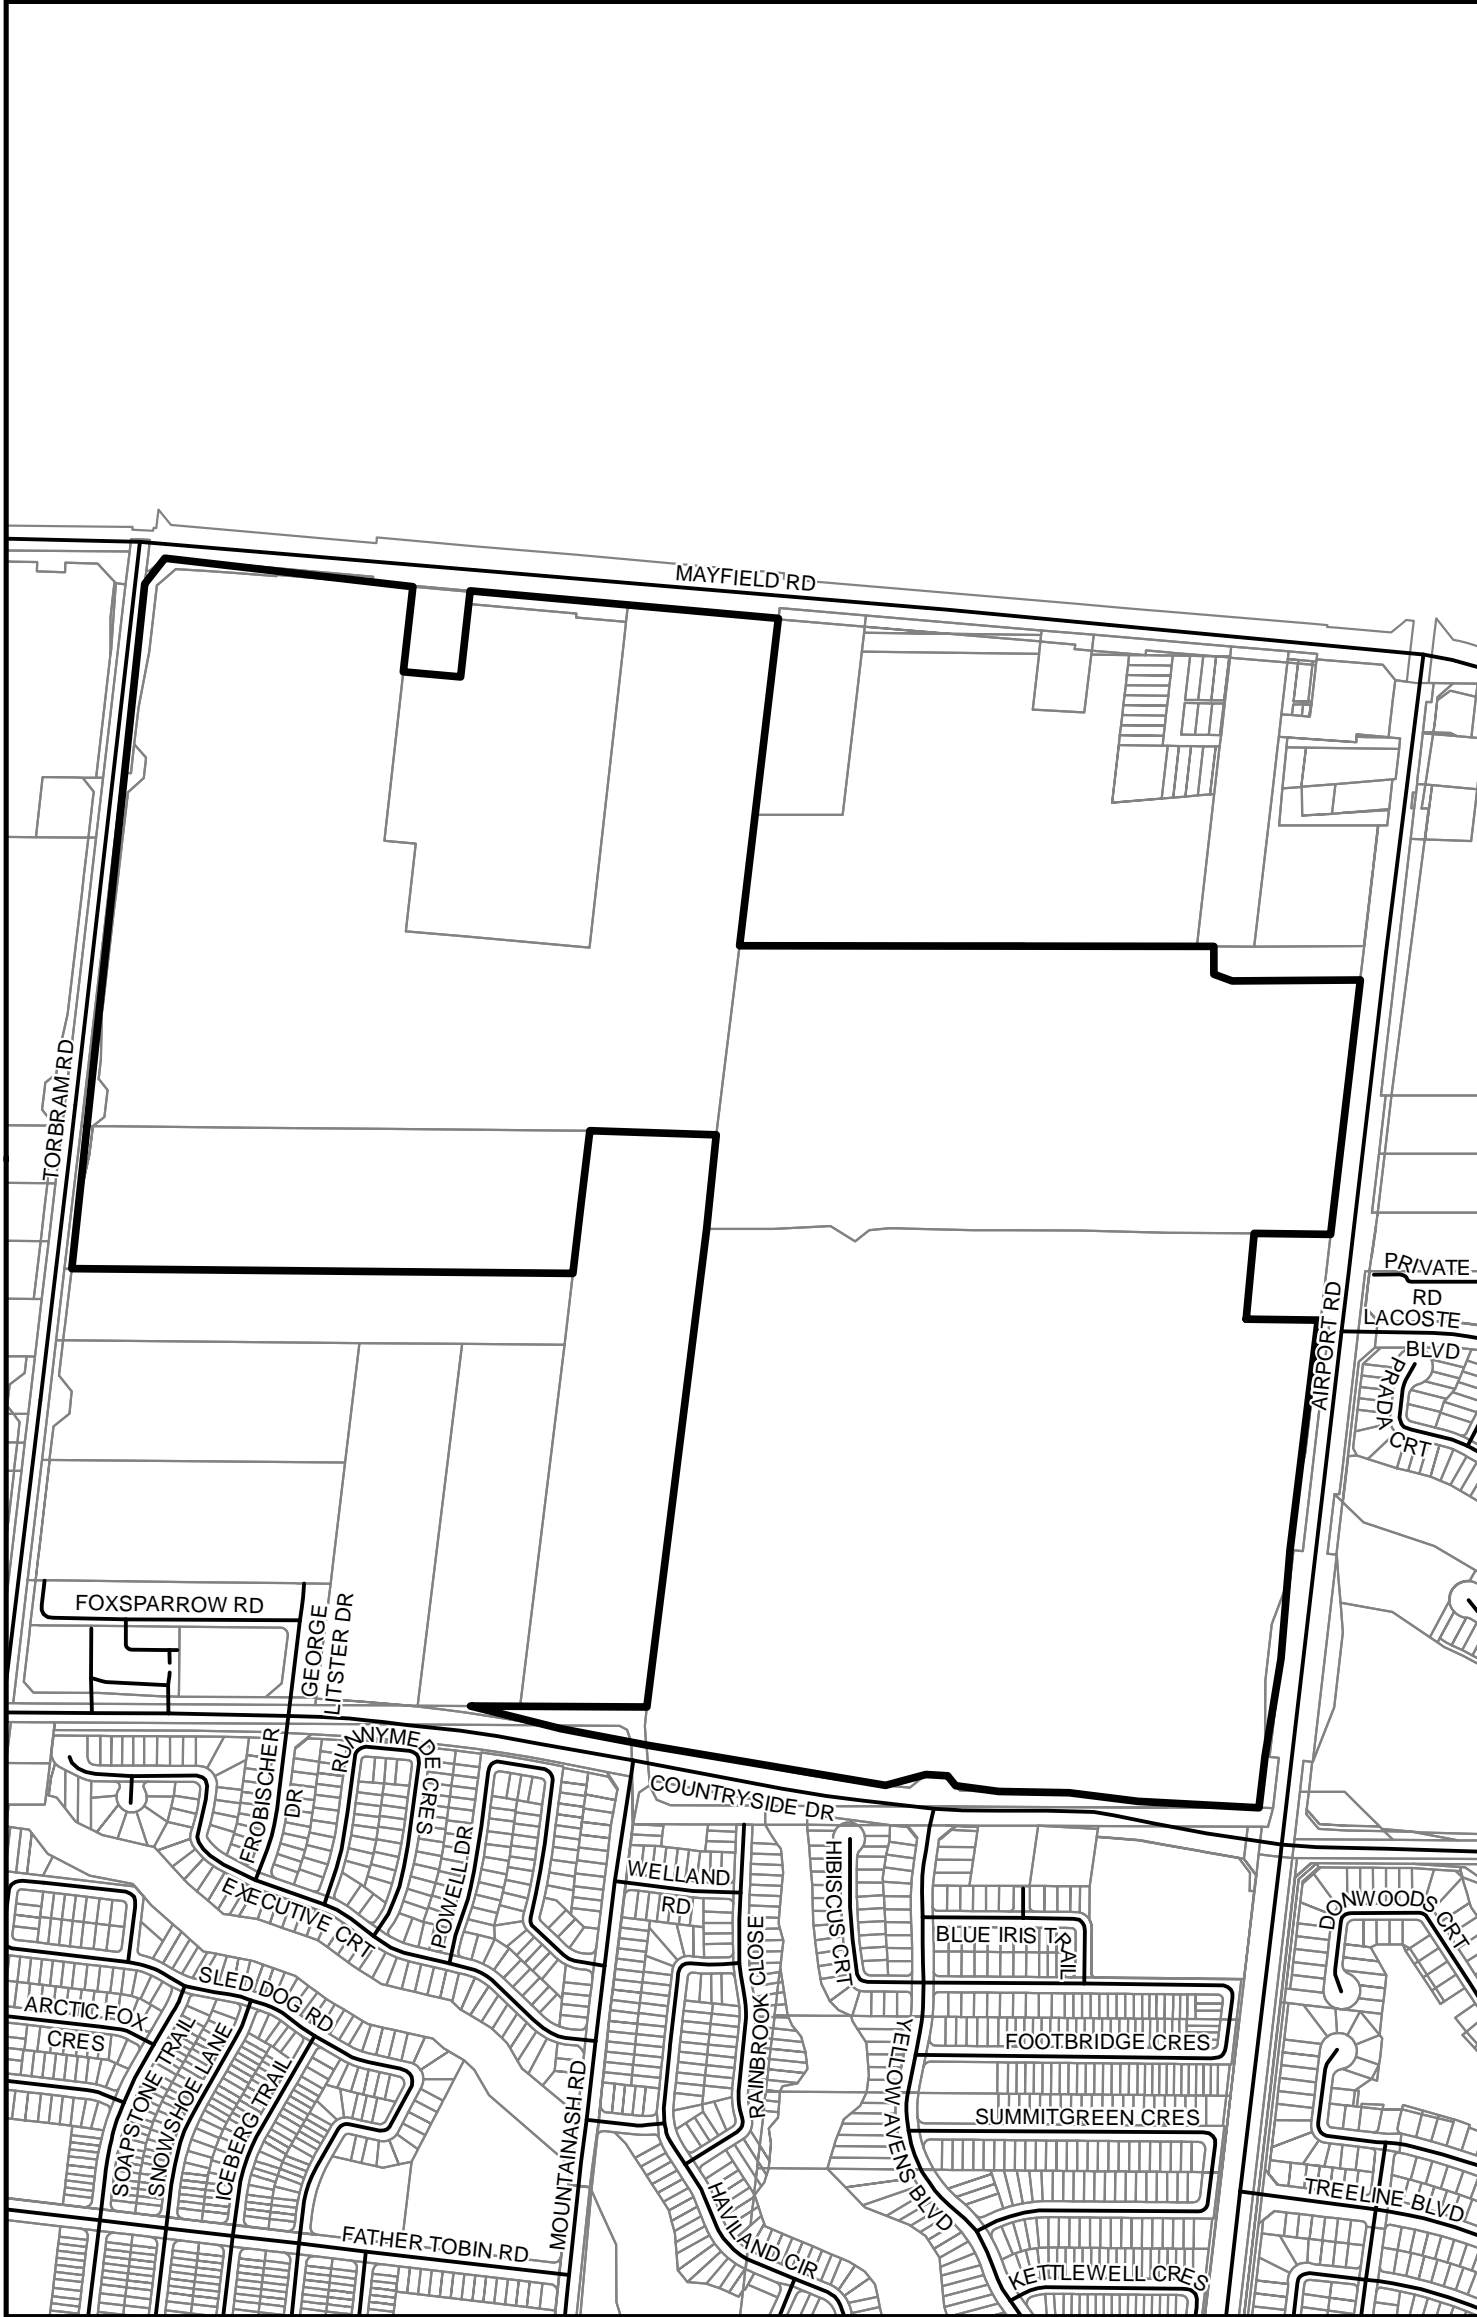 MAYFIELD RD
TORBRAM RD
PRIVATE
RD
LACOSTE
BLVD
AIRPORT RD
PRADA
CRT
FOXSPARROW RD
GEORGE
LITSTER DR
FROBISCHER
DR
RUNNYMEDE CRES
COUNTRYSIDE DR
POWELL DR
WELLAND
RD
HIBISCUS CRT
EXECUTIVE CRT
DONWOODS CRT
BLUE IRIS TRAIL
RAINBROOK CLOSE
SLED DOG RD
ARCTIC FOX
CRES
SOAPSTONE TRAIL
SNOWSHOE LANE
ICEBERG TRAIL
FOOTBRIDGE CRES
YELLOW AVENS BLVD
MOUNTAINASH RD
SUMMITGREEN CRES
HAVILAND CIR
TREELINE BLVD
FATHER TOBIN RD
KETTLEWELL CRES